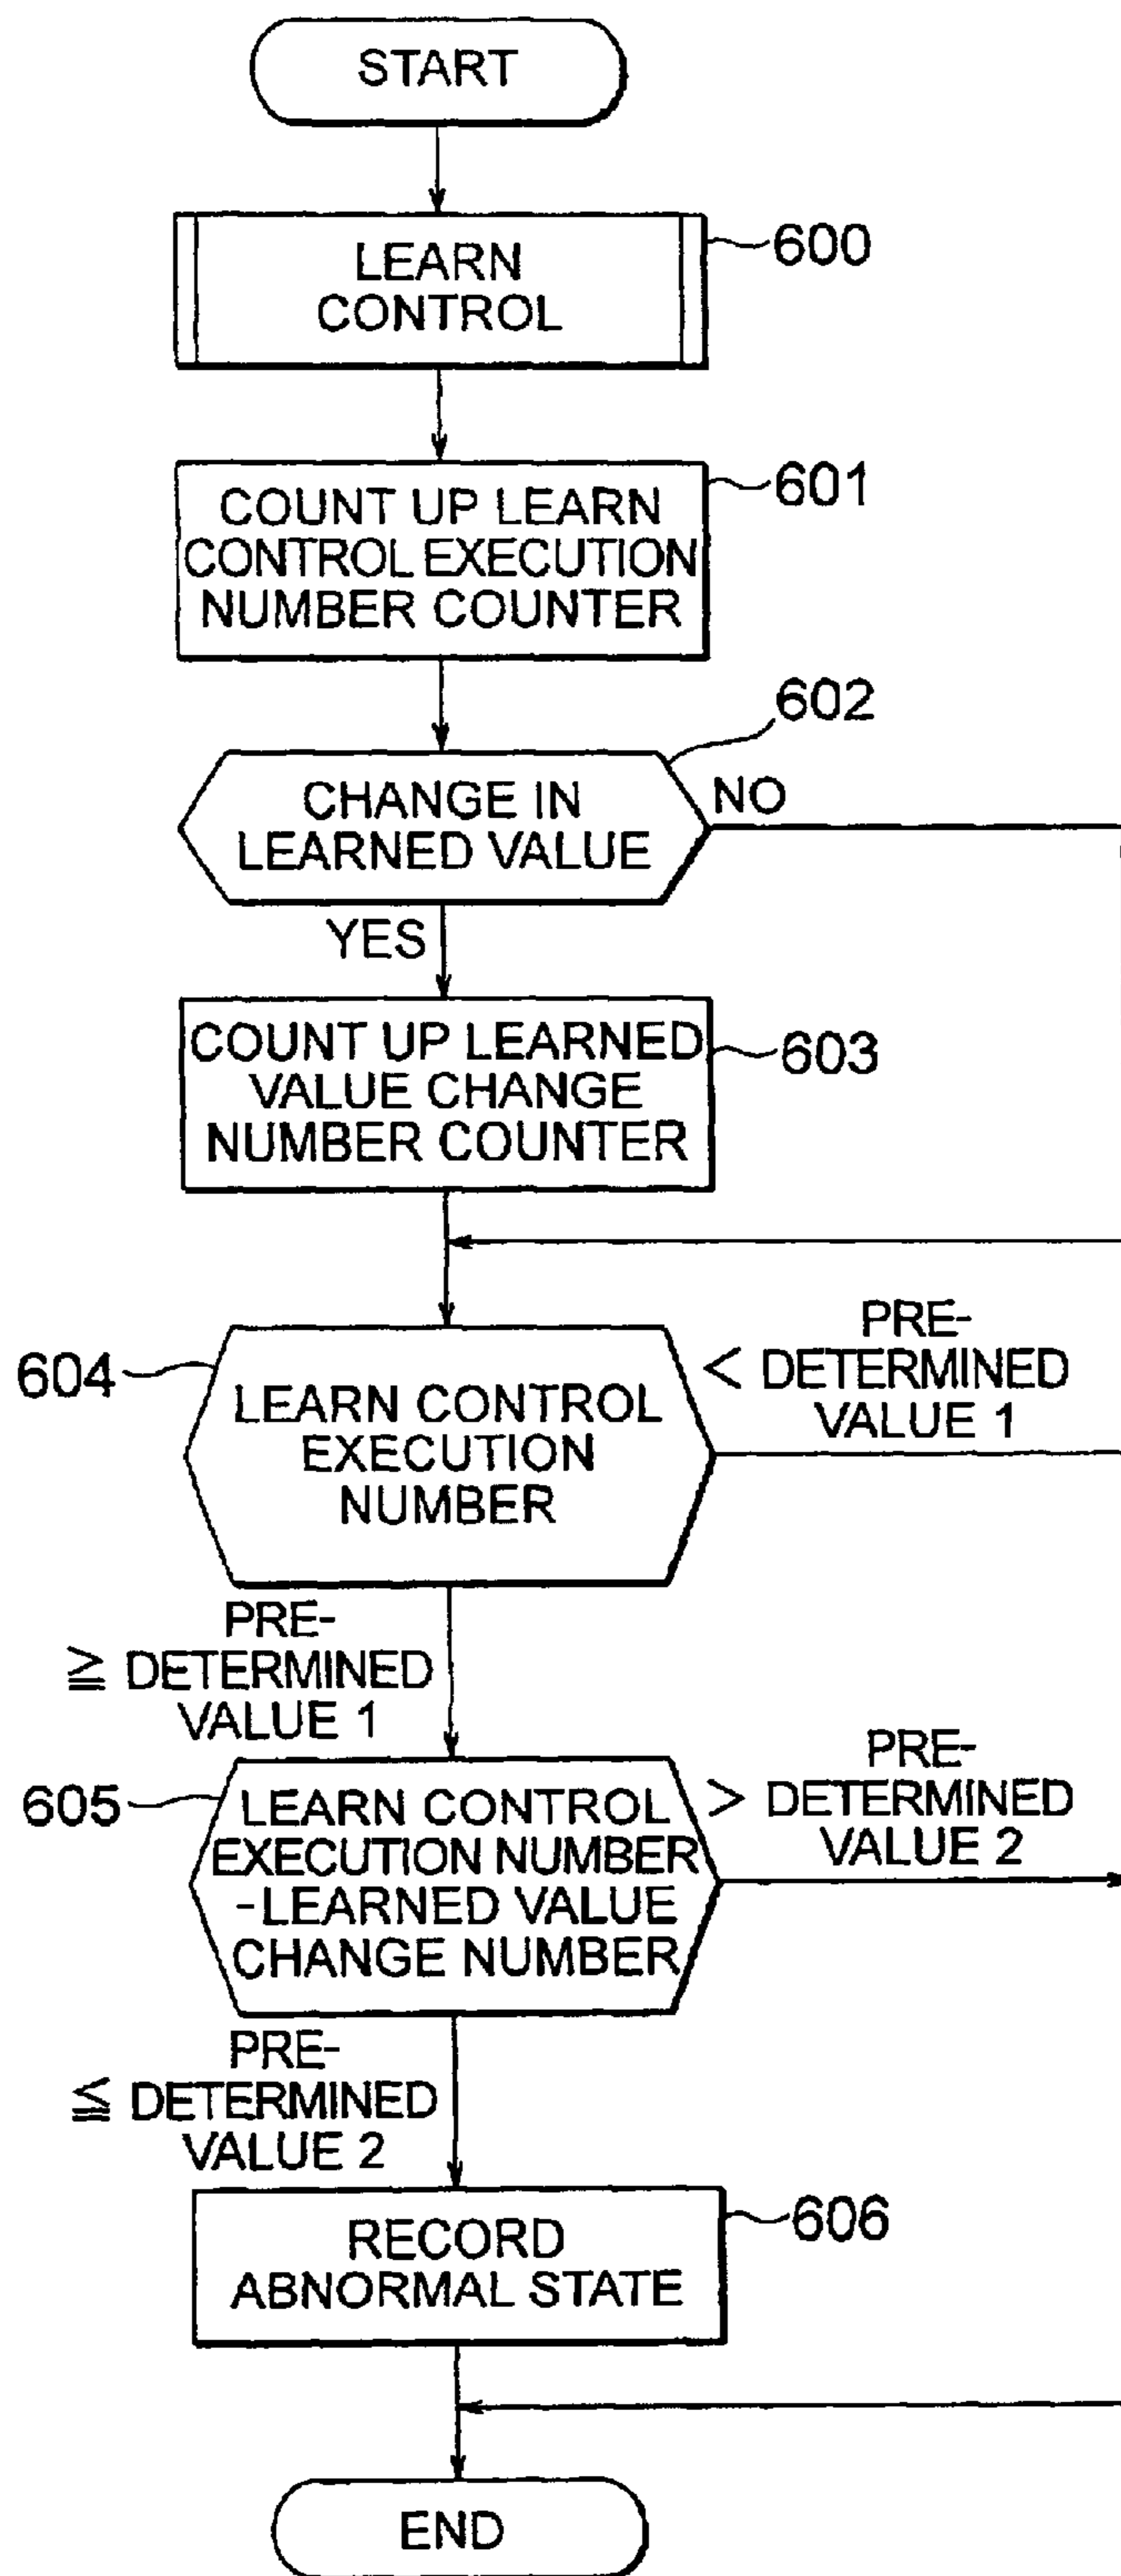 START
LEARN
CONTROL
600
COUNT UP LEARN
CONTROL EXECUTION
NUMBER COUNTER
601
602
CHANGE IN
LEARNED VALUE
NO
YES
COUNT UP LEARNED
VALUE CHANGE
NUMBER COUNTER
603
604
LEARN CONTROL
EXECUTION
NUMBER
PRE-
< DETERMINED
VALUE 1
PRE-
≧ DETERMINED
VALUE 1
605
LEARN CONTROL
EXECUTION NUMBER
-LEARNED VALUE
CHANGE NUMBER
PRE-
> DETERMINED
VALUE 2
PRE-
≦ DETERMINED
VALUE 2
RECORD
ABNORMAL STATE
606
END